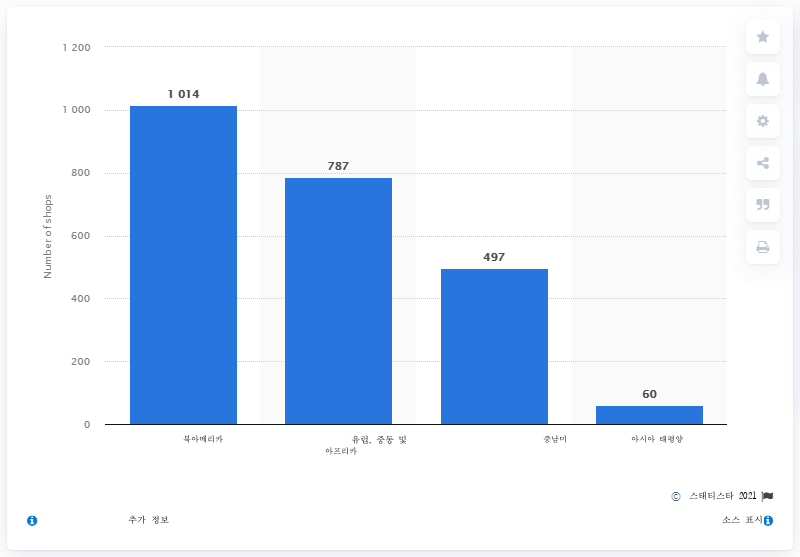 1 200
1 000
800
600
400
200
0
Number of shops
1 014
787
497
60
북아메리카
유럽, 중동 및
아프리카
중남미
아시아 태평양
© 스태티스타 2021
추가 정보
소스 표시